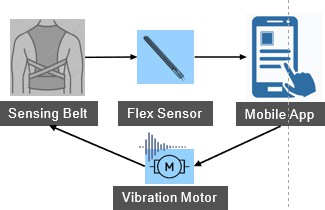 Sensing Belt
Flex Sensor
Mobile App
M
Vibration Motor